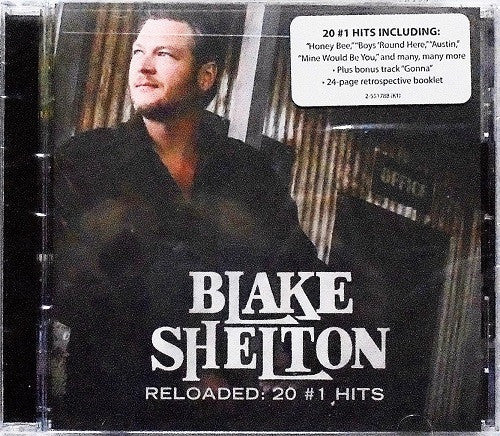 20 #1 HITS INCLUDING:
"Honey Bee," "Boys 'Round Here," "Austin,"
"Mine Would Be You," and many, many more
• Plus bonus track "Gonna"
• 24-page retrospective booklet
OFFICE
BLAKE
SHELTON
RELOADED: 20 #1 HITS